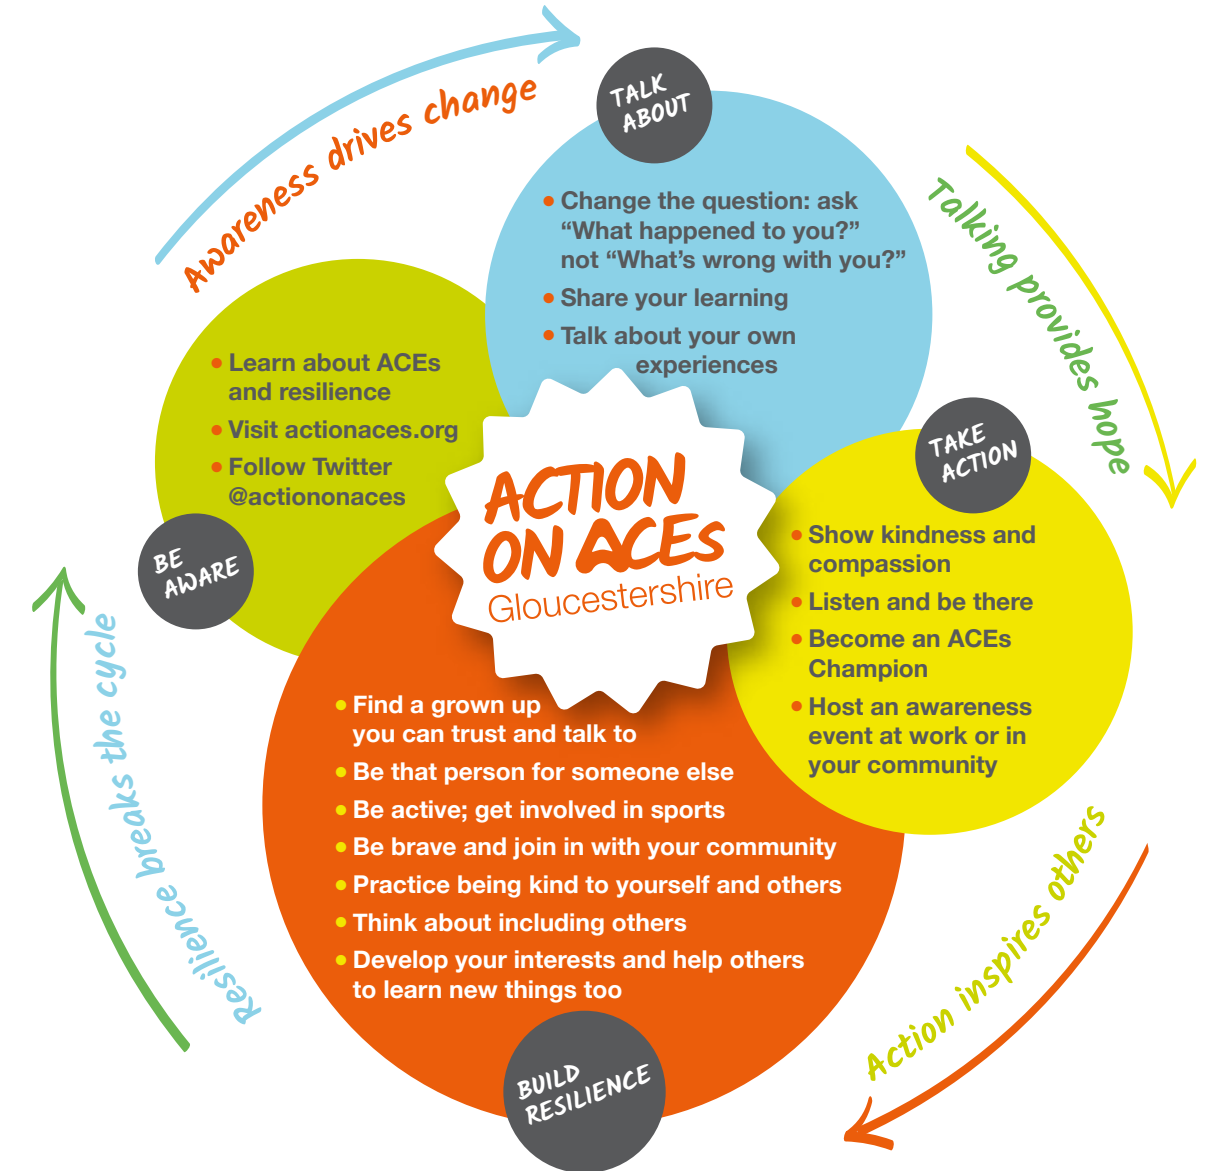 Awareness drives change
TALK
ABOUT
• Change the question: ask
“What happened to you?”
not “What’s wrong with you?”
• Share your learning
• Talk about your own
experiences
Talking provides hope
TAKE
ACTION
• Show kindness and
compassion
• Listen and be there
• Become an ACEs
Champion
• Host an awareness
event at work or in
your community
Action inspires others
BUILD
RESILIENCE
• Find a grown up
you can trust and talk to
• Be that person for someone else
• Be active; get involved in sports
• Be brave and join in with your community
• Practice being kind to yourself and others
• Think about including others
• Develop your interests and help others
to learn new things too
Resilience breaks the cycle
BE
AWARE
• Learn about ACEs
and resilience
• Visit actionaces.org
• Follow Twitter
@actiononaces
ACTION
ON ACEs
Gloucestershire